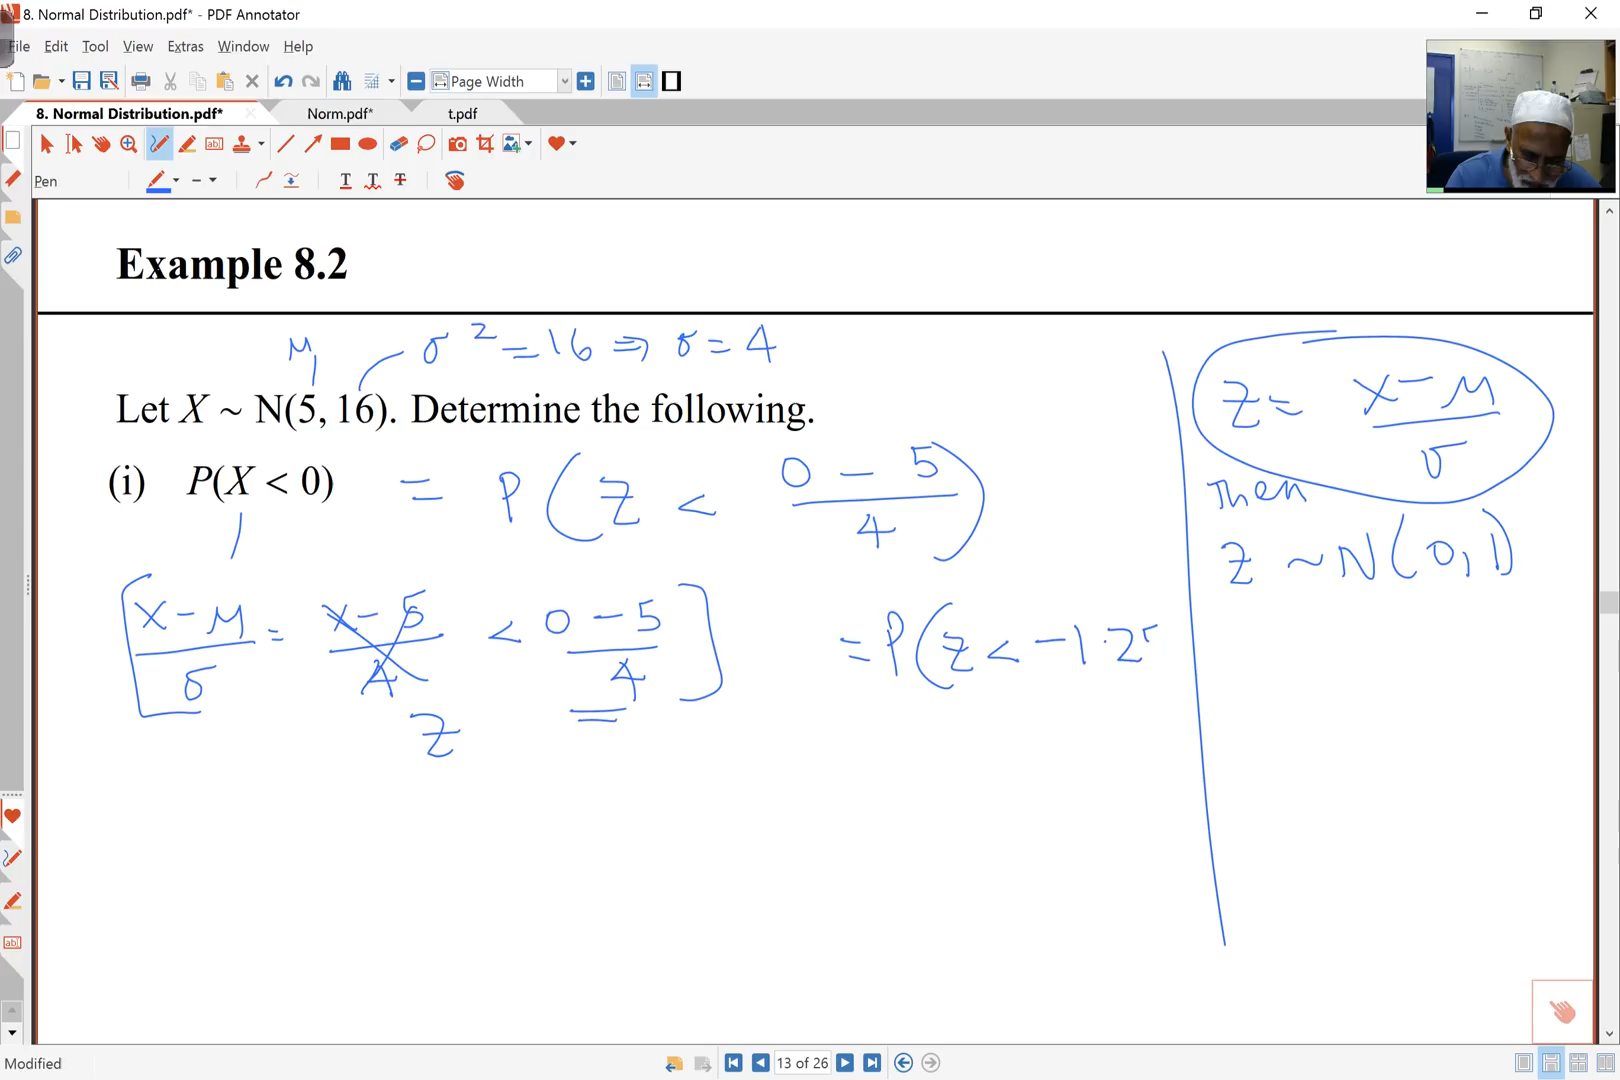 8. Normal Distribution.pdf* - PDF Annotator
File Edit Tool View Extras Window Help
Page Width
8. Normal Distribution.pdf* Norm.pdf* t.pdf
Pen
Example 8.2
μ σ² = 16 ⇒ σ = 4
Let X ~ N(5, 16). Determine the following.
(i) P(X < 0) = P(Z < (0 - 5)/4)
[(X - μ)/σ = (X - 5)/4 < (0 - 5)/4]
Z
= P(Z < -1.2
Z = (X - μ)/σ
Then
Z ~ N(0, 1)
Modified
13 of 26